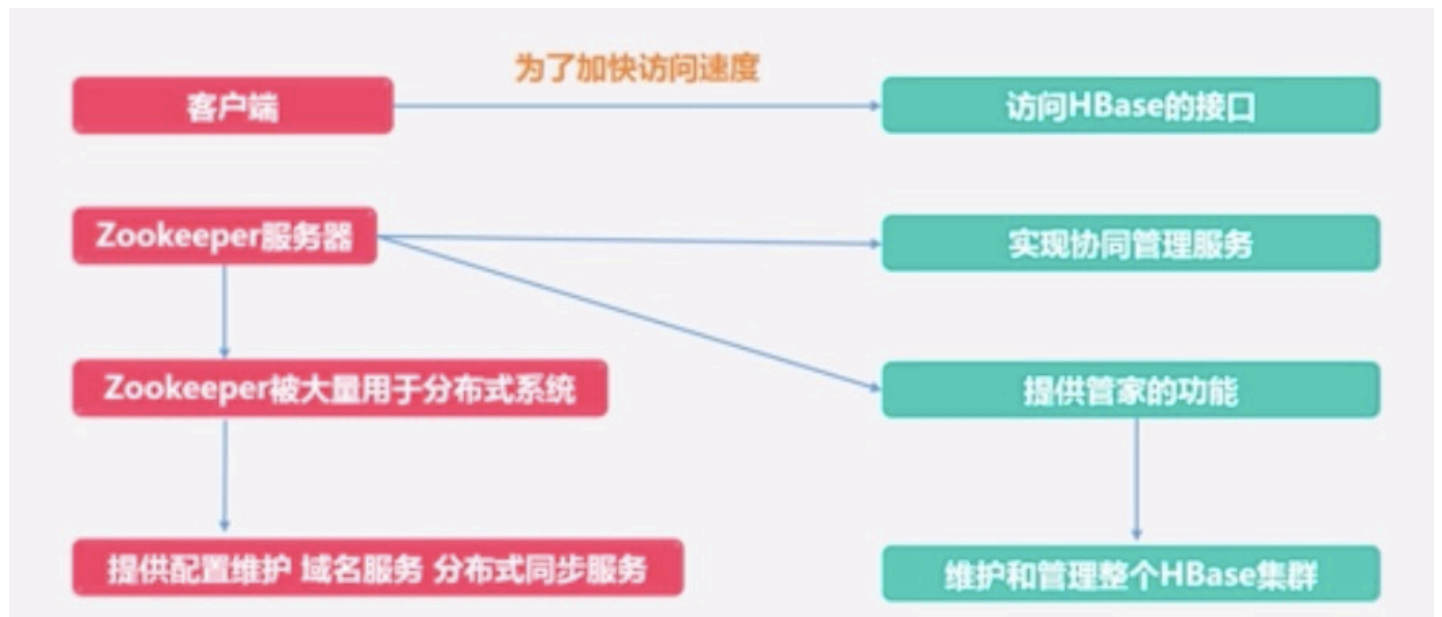 为了加快访问速度
客户端
访问HBase的接口
Zookeeper服务器
实现协同管理服务
Zookeeper被大量用于分布式系统
提供管家的功能
提供配置维护 域名服务 分布式同步服务
维护和管理整个HBase集群